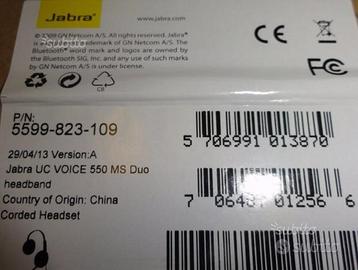 Jabra®
www.jabra.com
© 2009 GN Netcom A/S. All rights reserved. Jabra®
is a registered trademark of GN Netcom A/S. The
Bluetooth® word mark and logos are owned by the
Bluetooth SIG, Inc. and any use of such marks
by GN Netcom A/S is under license.
CE
FC
CB
P/N:
5599-823-109
5 706991 013870
29/04/13 Version:A
Jabra UC VOICE 550 MS Duo
headband
Country of Origin: China
Corded Headset
Subito